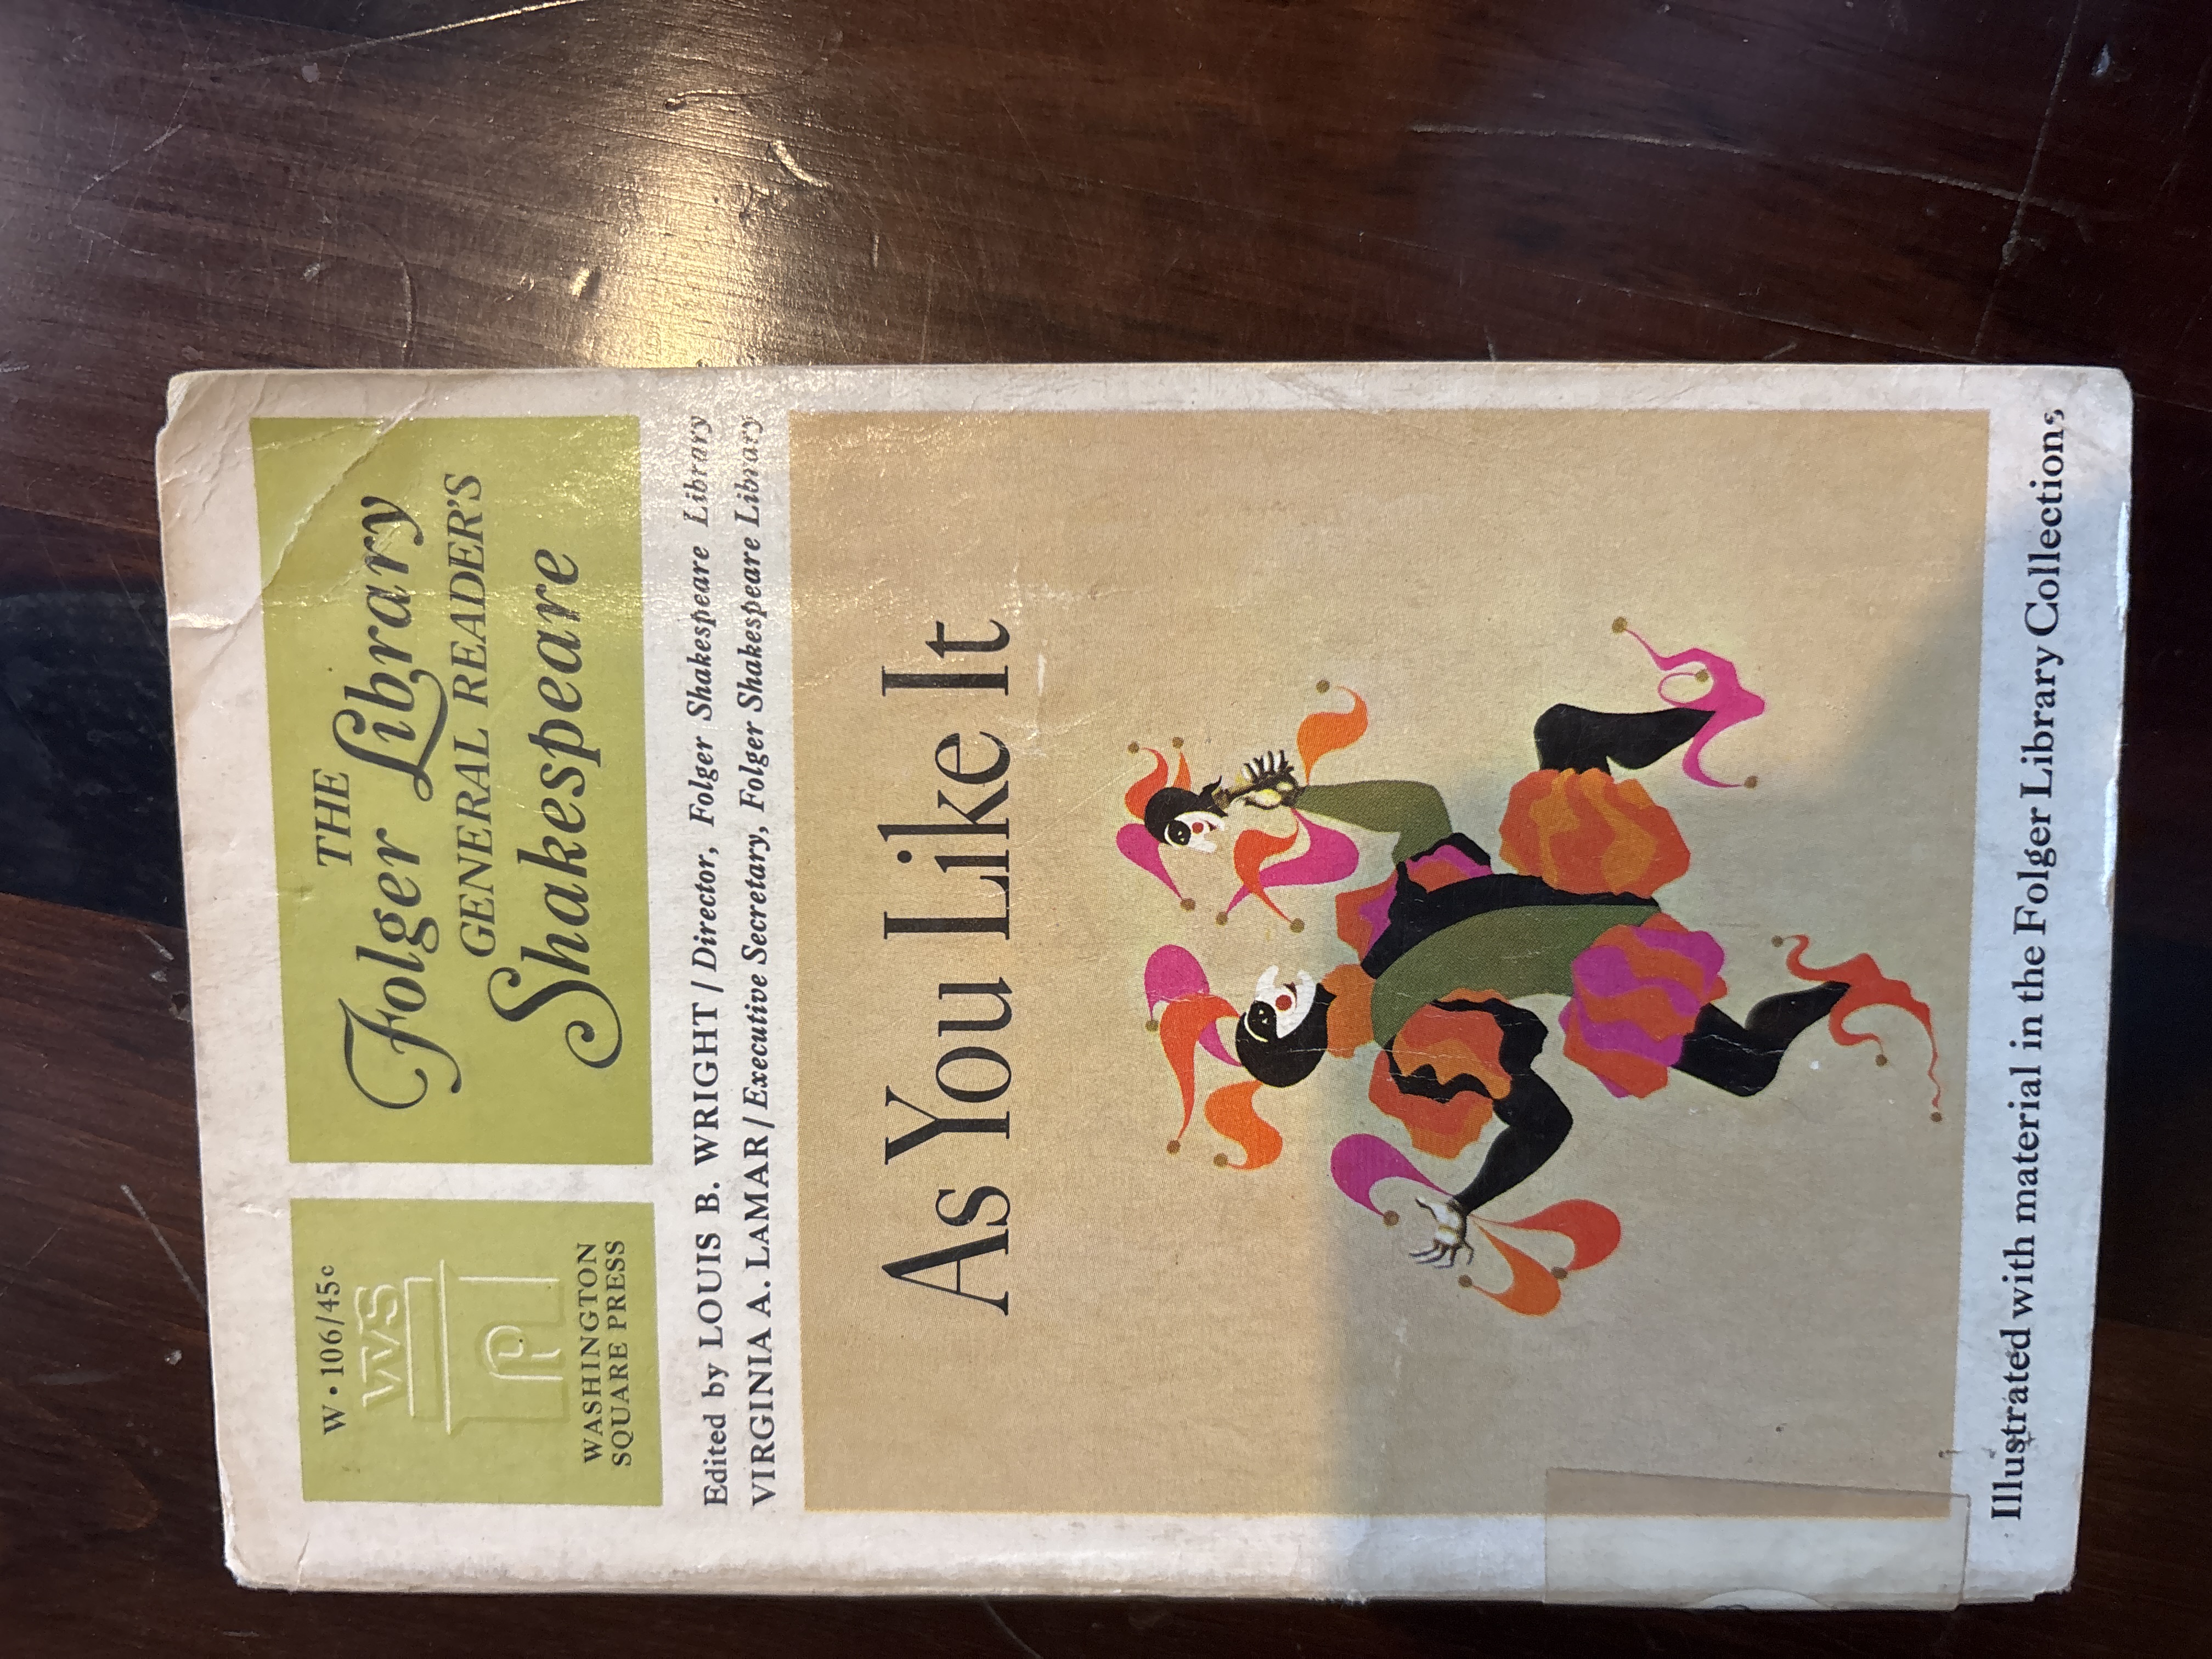 W • 106/45c
WS
P
WASHINGTON
SQUARE PRESS
THE
Folger Library
GENERAL READER'S
Shakespeare
Edited by LOUIS B. WRIGHT / Director, Folger Shakespeare Library
VIRGINIA A. LAMAR / Executive Secretary, Folger Shakespeare Library
As You Like It
Illustrated with material in the Folger Library Collections